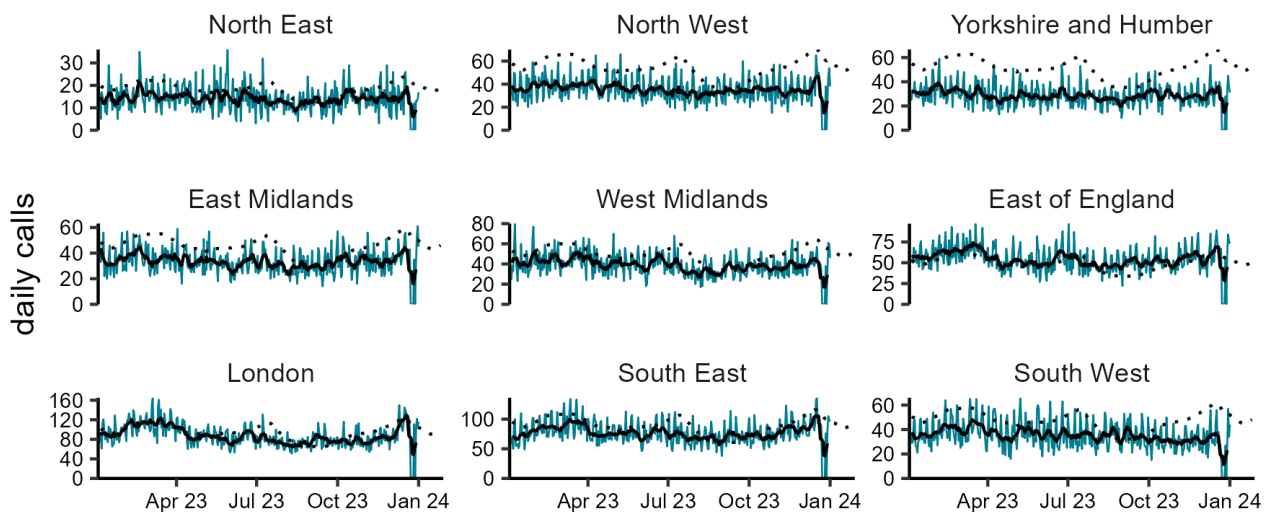 North East
North West
Yorkshire and Humber
30
20
10
0
60
40
20
0
60
40
20
0
daily calls
East Midlands
West Midlands
East of England
60
40
20
0
80
60
40
20
0
75
50
25
0
London
South East
South West
160
120
80
40
0
100
50
0
60
40
20
0
Apr 23 Jul 23 Oct 23 Jan 24
Apr 23 Jul 23 Oct 23 Jan 24
Apr 23 Jul 23 Oct 23 Jan 24